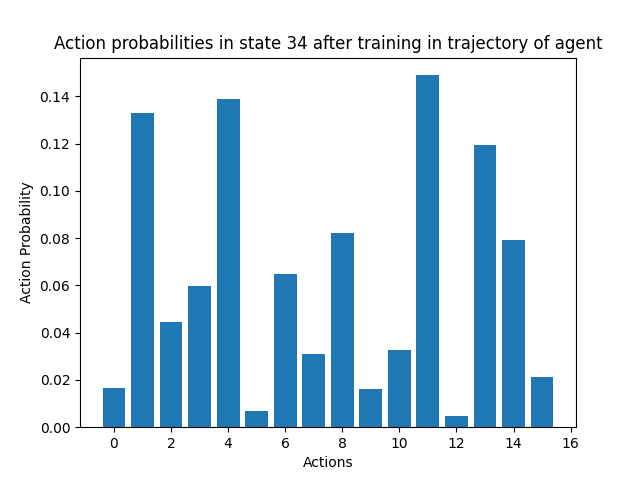 Action probabilities in state 34 after training in trajectory of agent
0.14
0.12
0.10
0.08
0.06
0.04
0.02
0.00
Action Probability
0 2 4 6 8 10 12 14 16
Actions